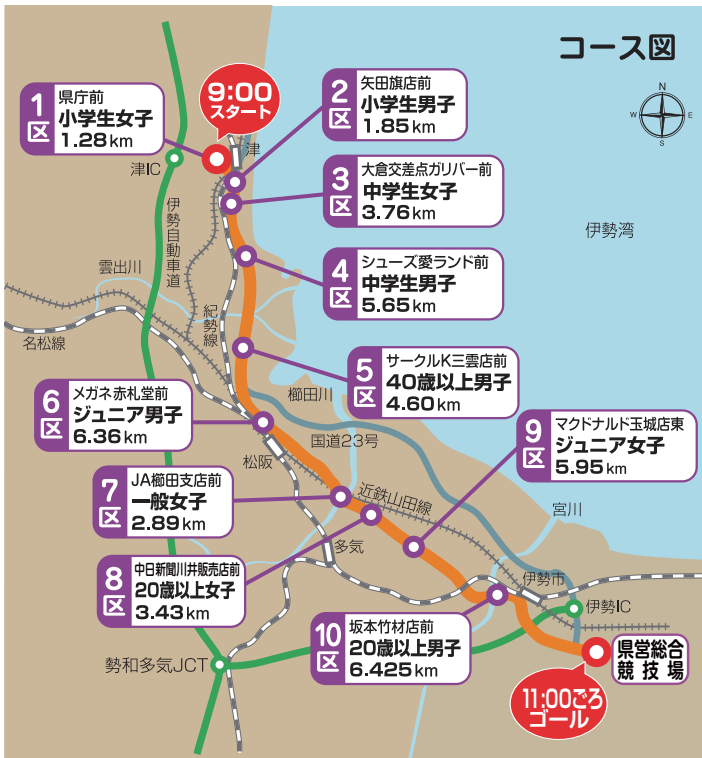 コース図
1区
県庁前
小学生女子
1.28km
9:00
スタート
2区
矢田旗店前
小学生男子
1.85km
3区
大倉交差点ガリバー前
中学生女子
3.76km
4区
シューズ愛ランド前
中学生男子
5.65km
5区
サークルK三雲店前
40歳以上男子
4.60km
6区
メガネ赤札堂前
ジュニア男子
6.36km
7区
JA櫛田支店前
一般女子
2.89km
8区
中日新聞川井販売店前
20歳以上女子
3.43km
9区
マクドナルド玉城店東
ジュニア女子
5.95km
10区
坂本竹材店前
20歳以上男子
6.425km
県営総合
競技場
11:00ごろ
ゴール
N
W
E
S
津
津IC
伊勢自動車道
伊勢湾
雲出川
紀勢線
名松線
櫛田川
国道23号
松阪
近鉄山田線
宮川
多気
伊勢市
伊勢IC
勢和多気JCT